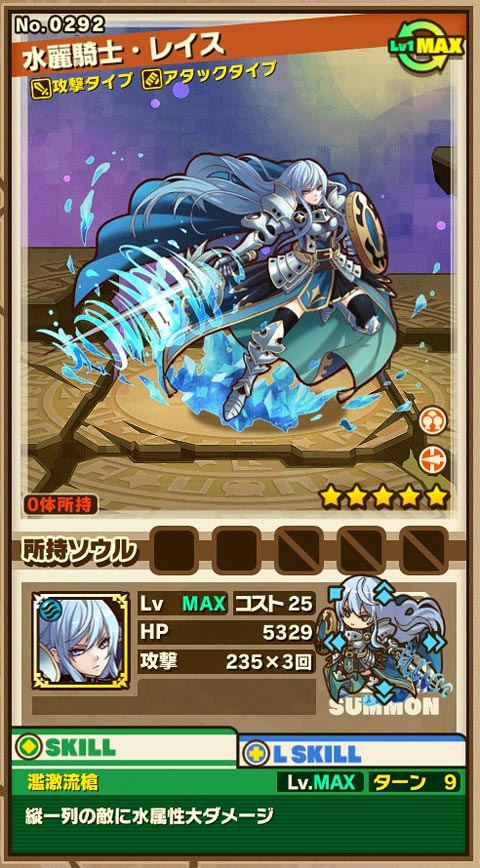 No.0292
水麗騎士・レイス
Lv1 MAX
攻撃タイプ アタックタイプ
0体所持
所持ソウル
Lv MAX コスト 25
HP 5329
攻撃 235×3回
SUMMON
SKILL
L SKILL
濫激流槍 Lv.MAX ターン 9
縦一列の敵に水属性大ダメージ